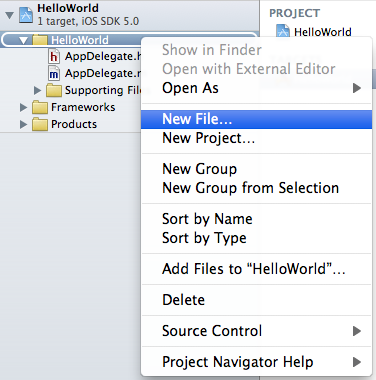 HelloWorld
1 target, iOS SDK 5.0
HelloWorld
AppDelegate.h
AppDelegate.m
Supporting File
Frameworks
Products
PROJECT
HelloWorld
Show in Finder
Open with External Editor
Open As
New File...
New Project...
New Group
New Group from Selection
Sort by Name
Sort by Type
Add Files to “HelloWorld”...
Delete
Source Control
Project Navigator Help